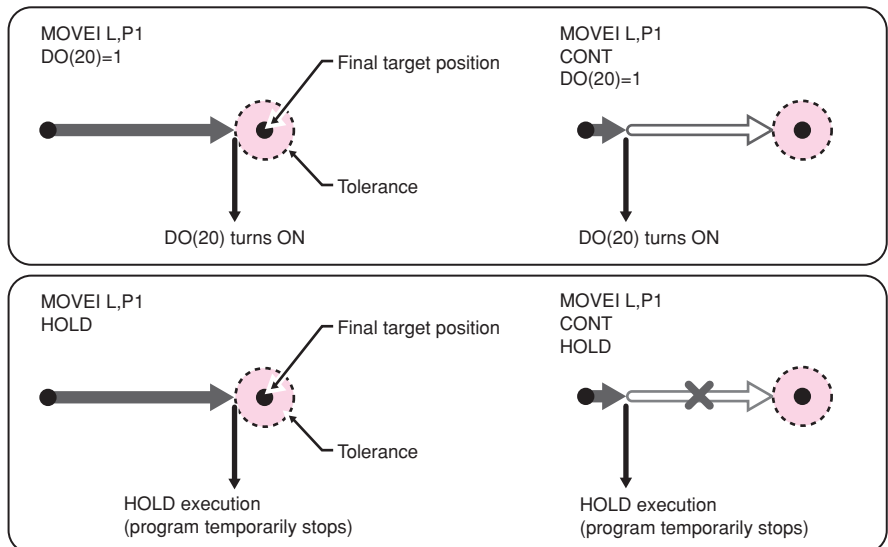 MOVEI L,P1
DO(20)=1
Final target position
Tolerance
DO(20) turns ON
MOVEI L,P1
CONT
DO(20)=1
DO(20) turns ON
MOVEI L,P1
HOLD
Final target position
Tolerance
HOLD execution
(program temporarily stops)
MOVEI L,P1
CONT
HOLD
HOLD execution
(program temporarily stops)